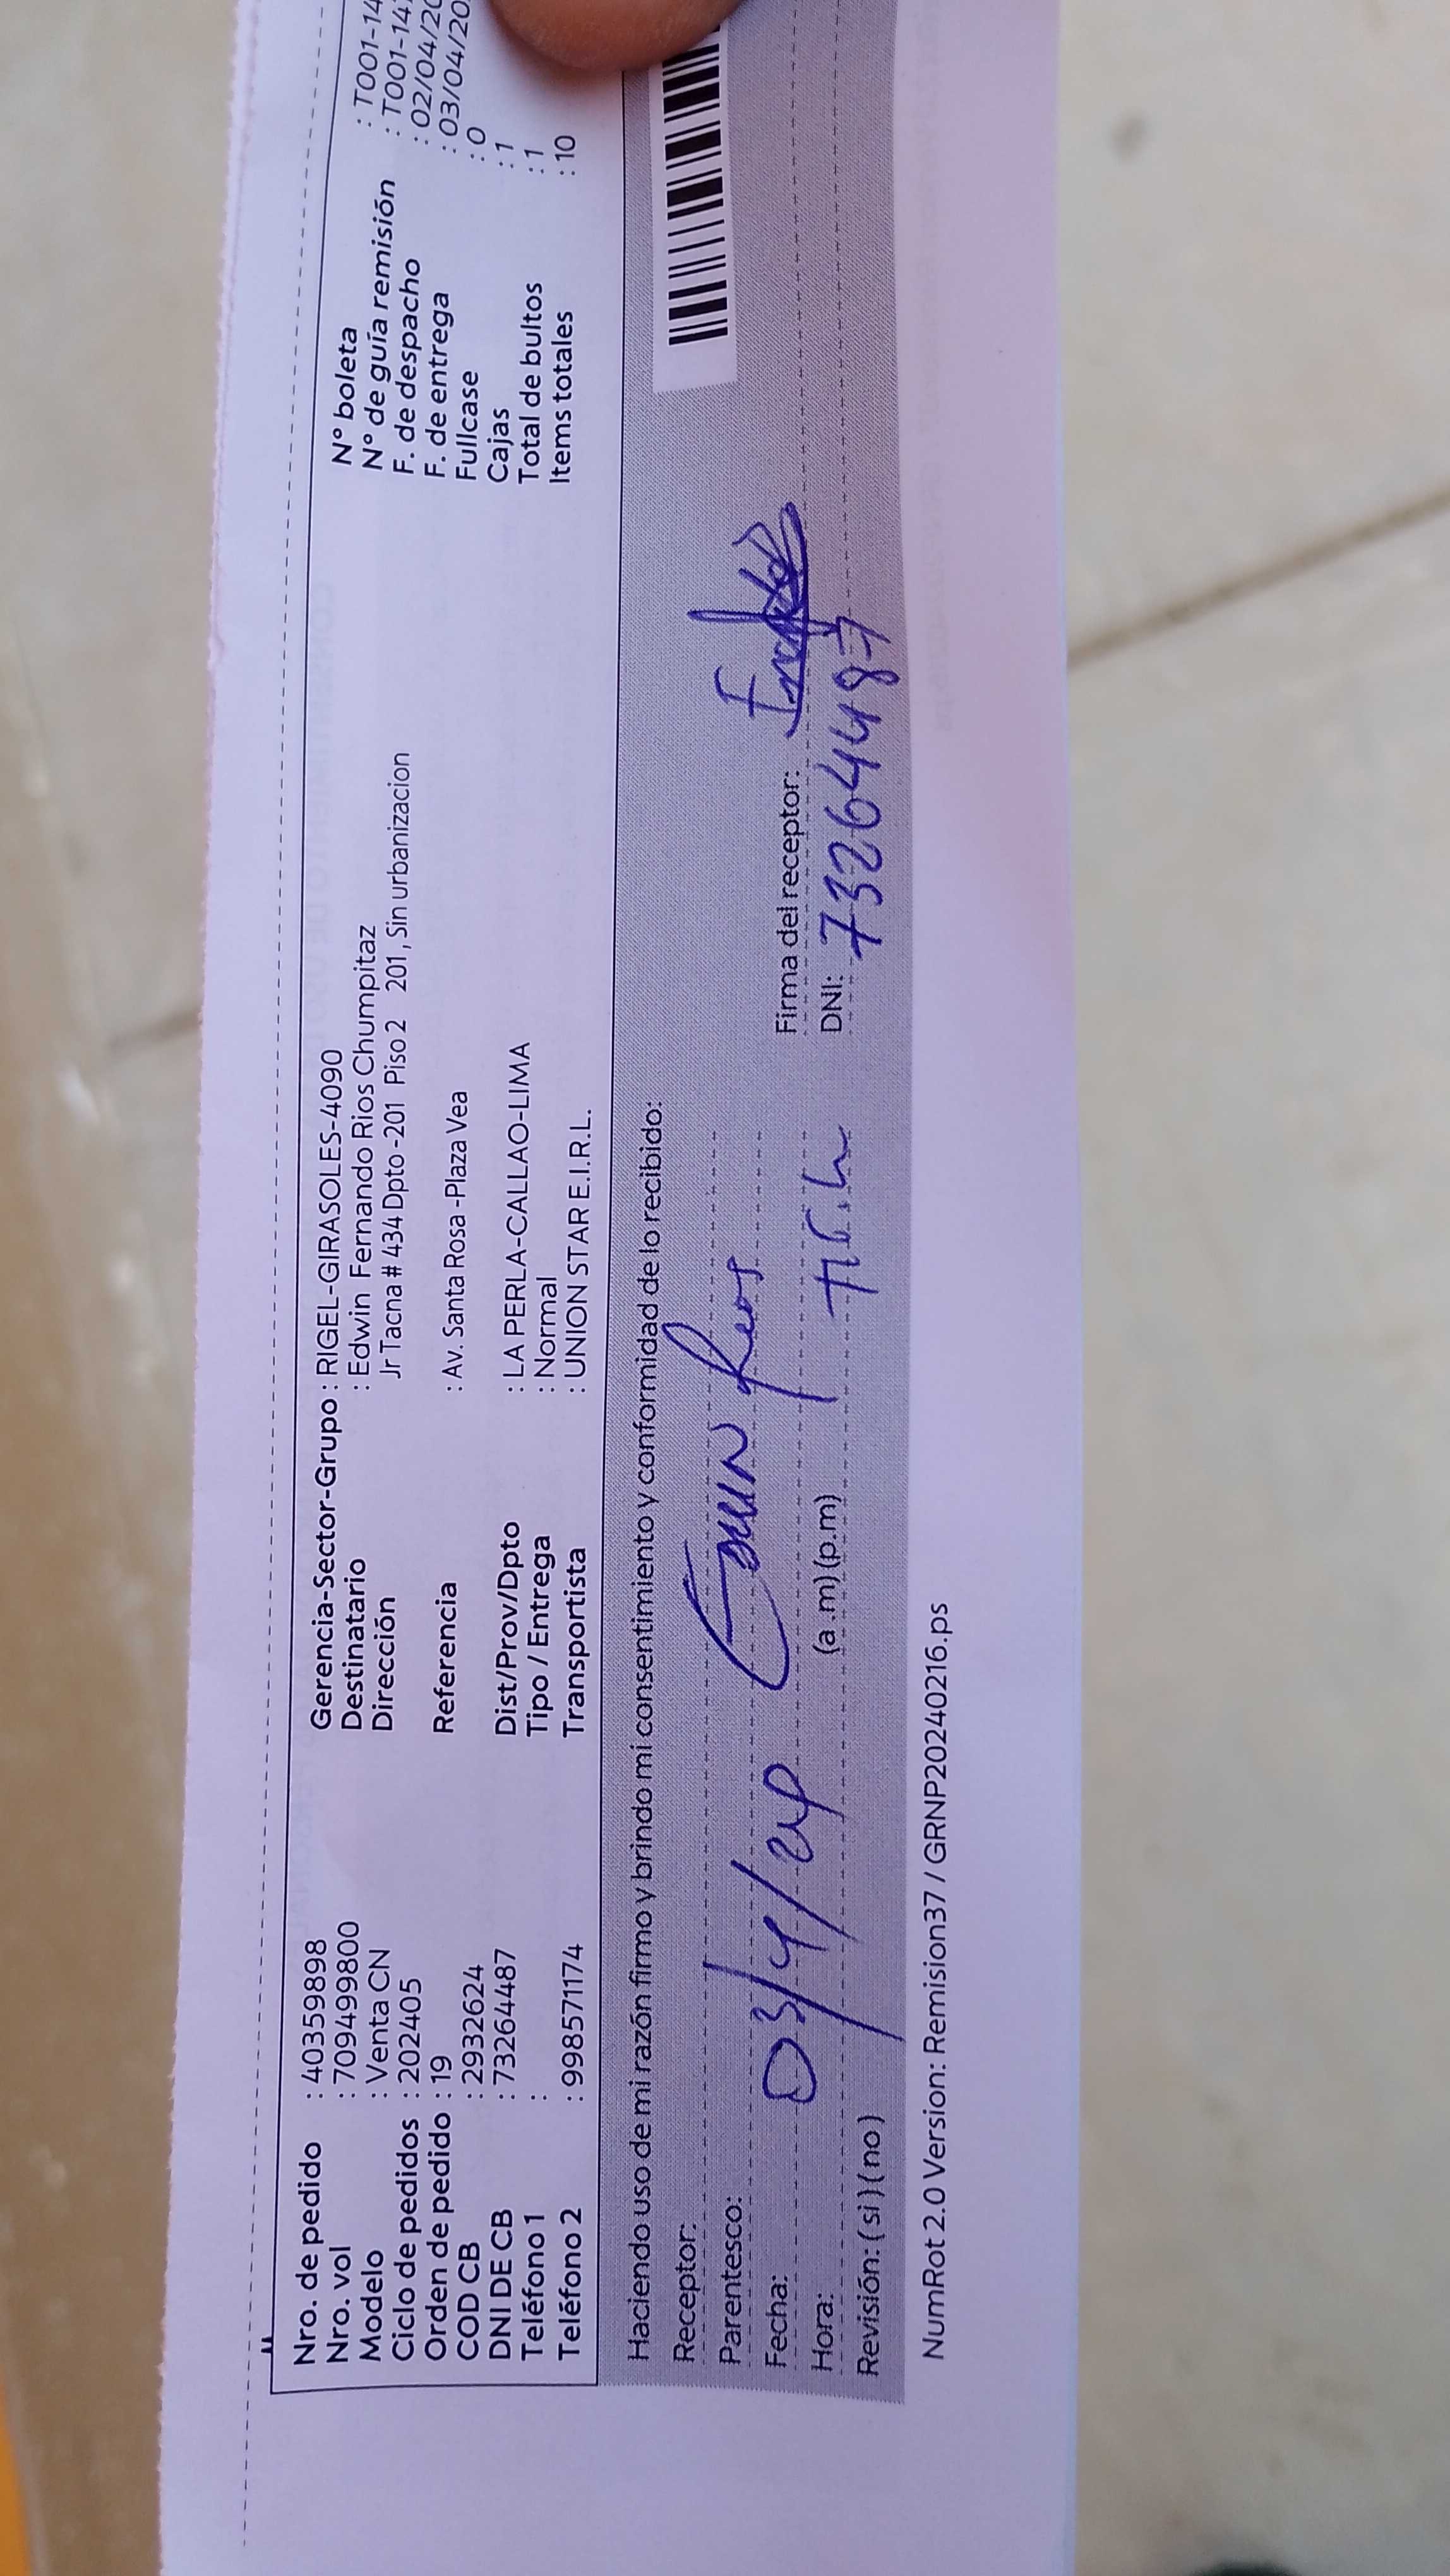 Nro. de pedido : 40359898
Nro. vol : 709499800
Modelo : Venta CN
Ciclo de pedidos : 202405
Orden de pedido : 19
COD CB : 2932624
DNI DE CB : 73264487
Teléfono 1 :
Teléfono 2 : 998571174
Gerencia-Sector-Grupo : RIGEL-GIRASOLES-4090
Destinatario : Edwin Fernando Rios Chumpitaz
Dirección Jr Tacna # 434 Dpto -201 Piso 2 201 , Sin urbanizacion
Referencia : Av. Santa Rosa -Plaza Vea
Dist/Prov/Dpto : LA PERLA-CALLAO-LIMA
Tipo / Entrega : Normal
Transportista : UNION STAR E.I.R.L.
N° boleta : T001-14
N° de guía remisión : T001-14
F. de despacho : 02/04/20
F. de entrega : 03/04/20
Fullcase : 0
Cajas : 1
Total de bultos : 1
Items totales : 10
Haciendo uso de mi razón firmo y brindo mi consentimiento y conformidad de lo recibido:
Receptor:
Parentesco: Edwin Rios
Fecha: 03/4/24
Hora: (a .m) (p.m)
Revisión: ( si ) ( no )
Firma del receptor:
DNI: 73264487
NumRot 2.0 Version: Remision37 / GRNP20240216.ps